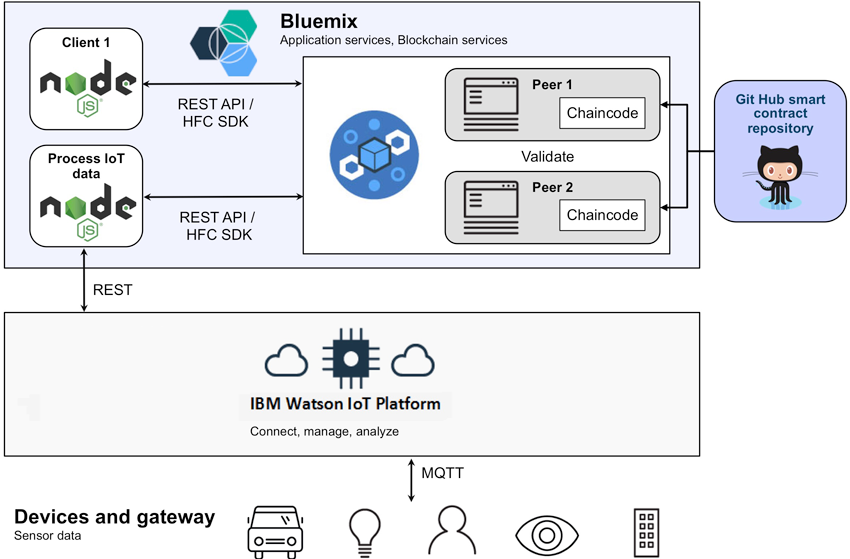 Bluemix
Application services, Blockchain services
Client 1
node
JS
REST API /
HFC SDK
Process IoT
data
node
JS
REST API /
HFC SDK
Peer 1
Chaincode
Validate
Peer 2
Chaincode
Git Hub smart
contract
repository
REST
IBM Watson IoT Platform
Connect, manage, analyze
MQTT
Devices and gateway
Sensor data